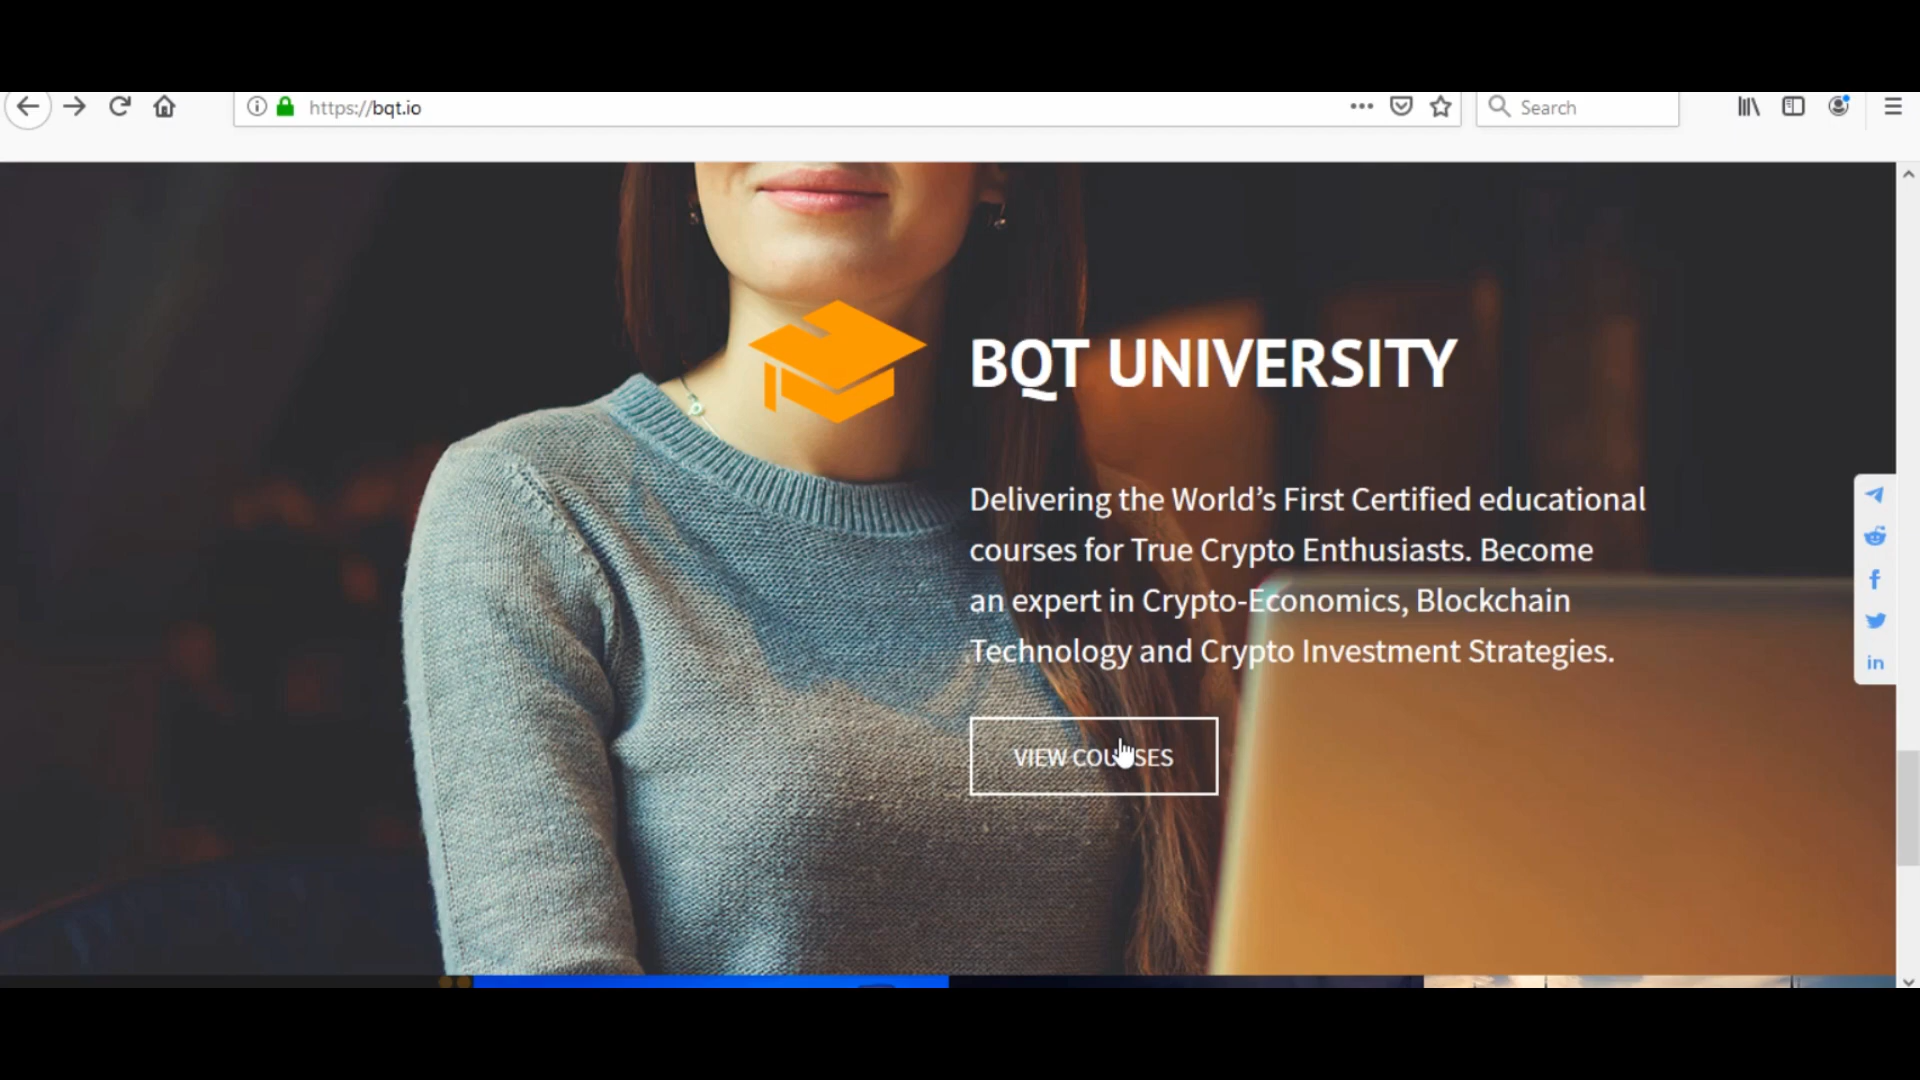 https://bqt.io
Search
BQT UNIVERSITY
Delivering the World’s First Certified educational
courses for True Crypto Enthusiasts. Become
an expert in Crypto-Economics, Blockchain
Technology and Crypto Investment Strategies.
VIEW COURSES
in